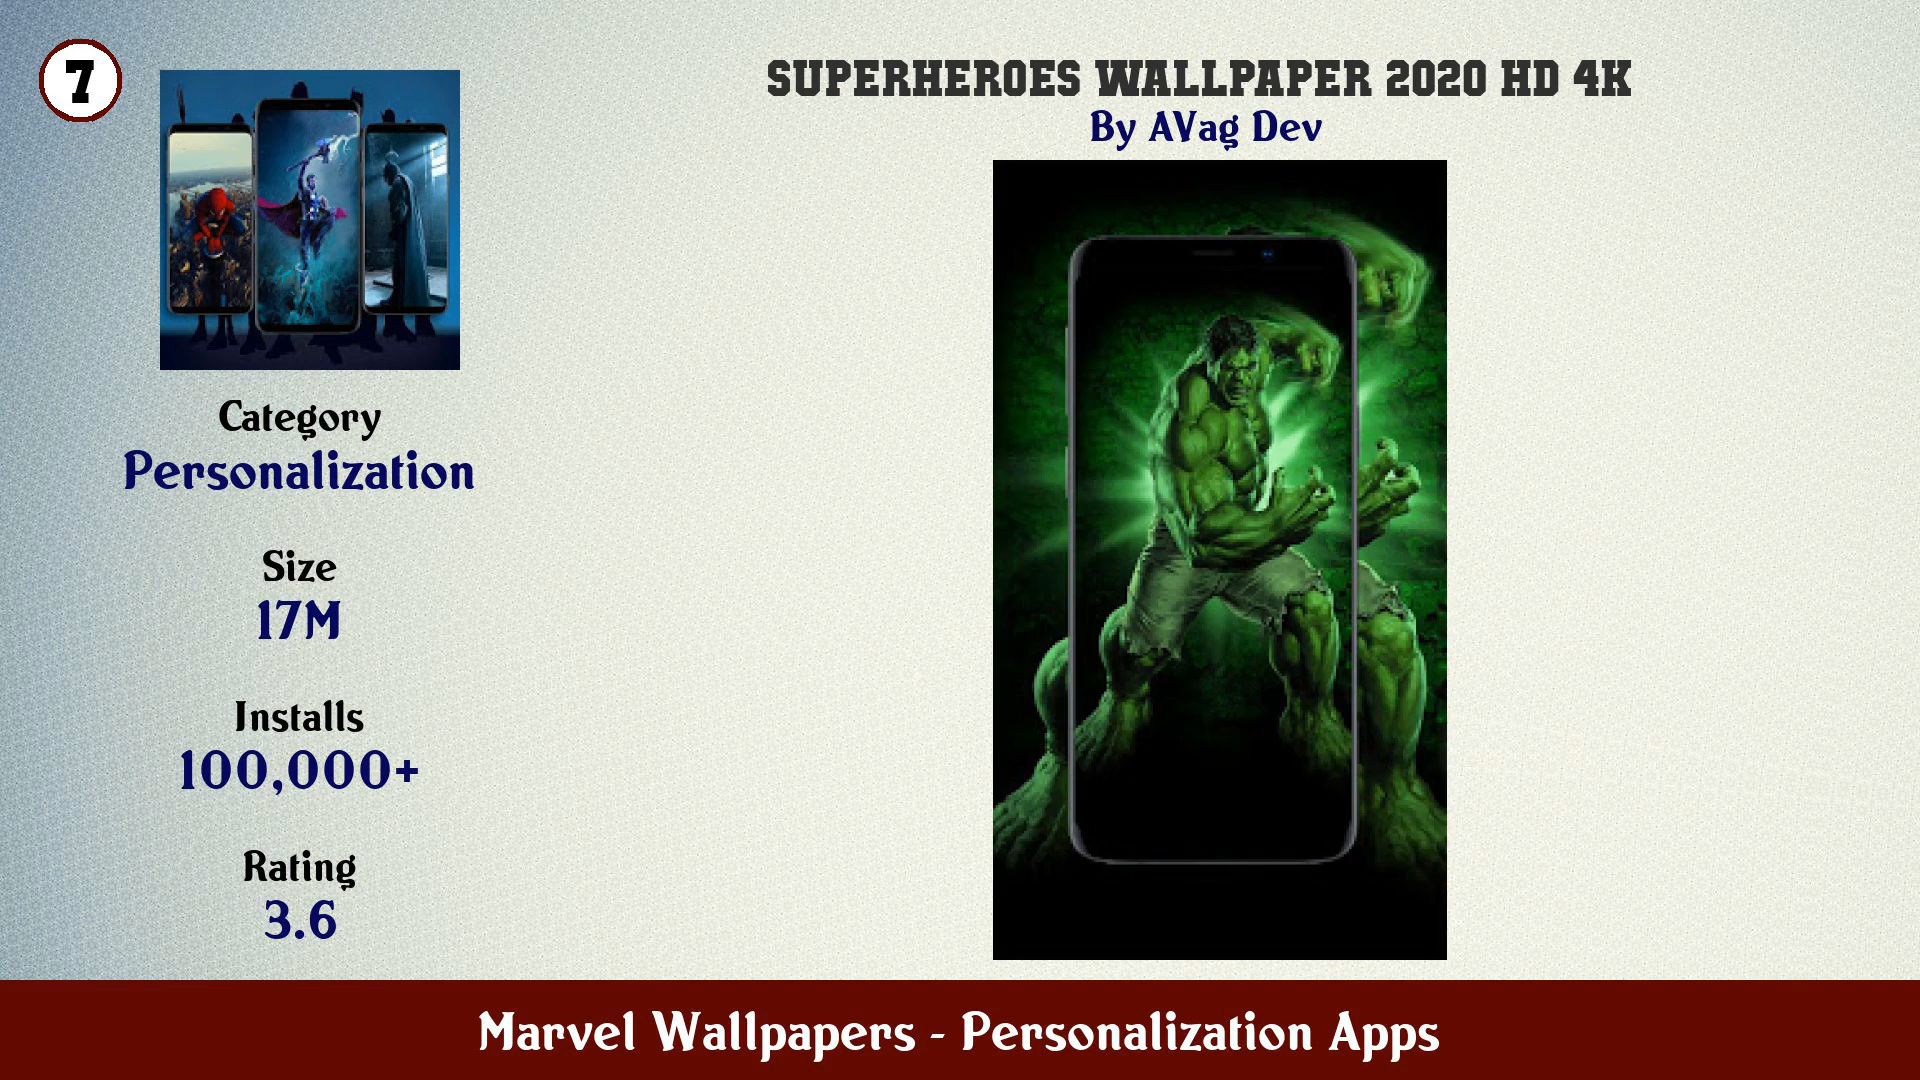 7
SUPERHEROES WALLPAPER 2020 HD 4K
By AVag Dev
Category
Personalization
Size
17M
Installs
100,000+
Rating
3.6
Marvel Wallpapers - Personalization Apps